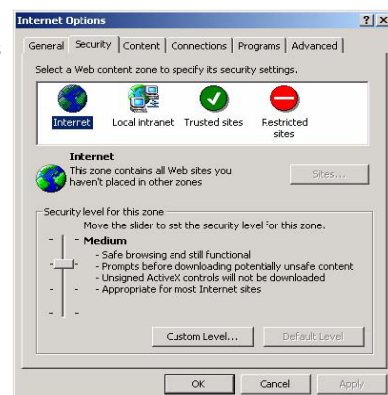 Internet Options
General Security Content Connections Programs Advanced
Select a Web content zone to specify its security settings.
Internet Local intranet Trusted sites Restricted sites
Internet
This zone contains all Web sites you
haven't placed in other zones
Sites...
Security level for this zone
Move the slider to set the security level for this zone.
Medium
- Safe browsing and still functional
- Prompts before downloading potentially unsafe content
- Unsigned ActiveX controls will not be downloaded
- Appropriate for most Internet sites
Custom Level... Default Level
OK Cancel Apply